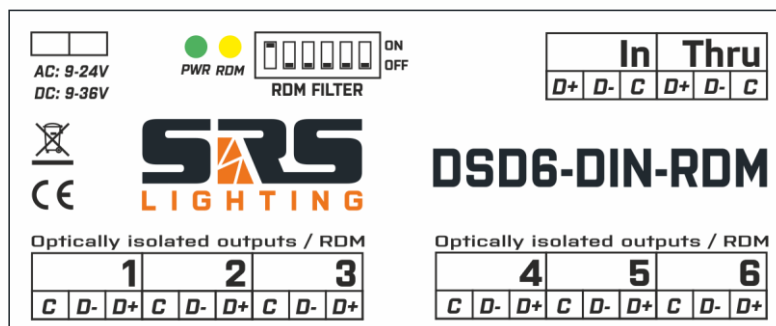 AC: 9-24V
DC: 9-36V
PWR RDM
ON
OFF
RDM FILTER
In Thru
D+ D- C D+ D- C
CE
SRS
LIGHTING
DSD6-DIN-RDM
Optically isolated outputs / RDM
1 2 3
C D- D+ C D- D+ C D- D+
Optically isolated outputs / RDM
4 5 6
C D- D+ C D- D+ C D- D+